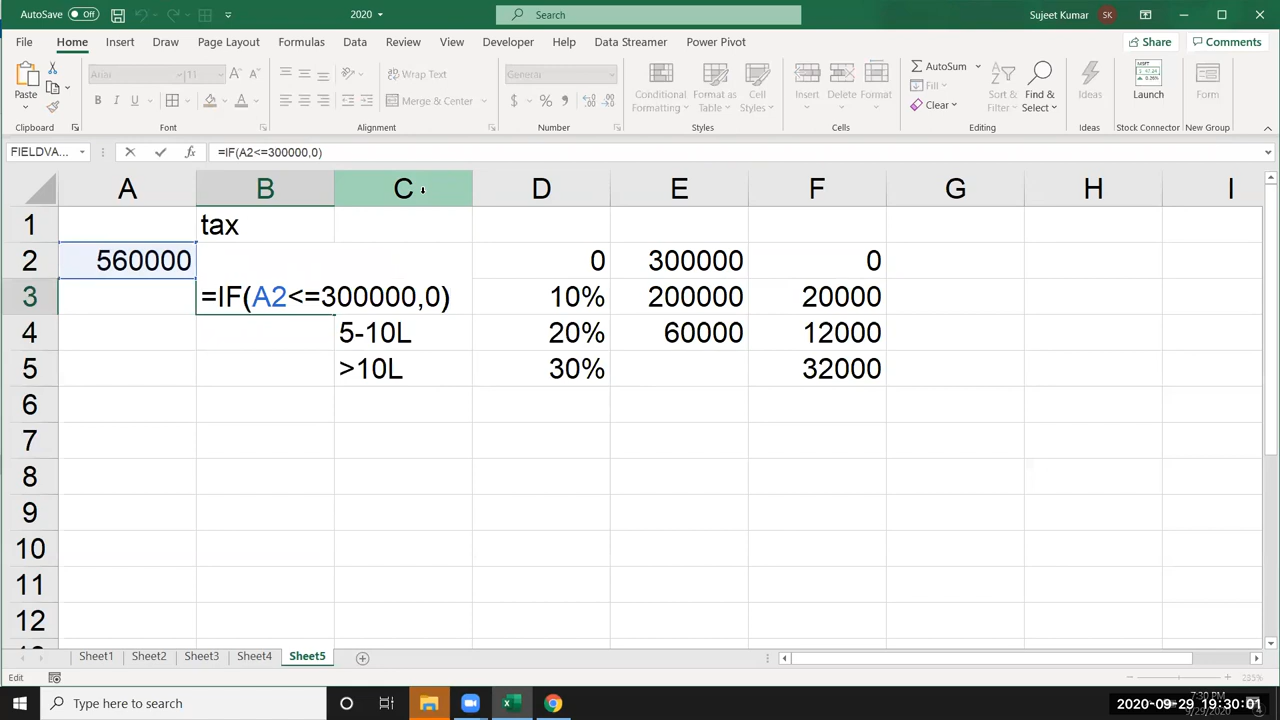 AutoSave Off 2020 Search Sujeet Kumar SK
File Home Insert Draw Page Layout Formulas Data Review View Developer Help Data Streamer Power Pivot Share Comments
Paste Arial 11 Wrap Text General Conditional Formatting Format as Table Cell Styles Insert Delete Format AutoSum Fill Clear Sort & Filter Find & Select Ideas Launch Form
Merge & Center
Clipboard Font Alignment Number Styles Cells Editing Ideas Stock Connector New Group
FIELDVA... fx =IF(A2<=300000,0)
A B C D E F G H I
1 tax
2 560000 0 300000 0
3 =IF(A2<=300000,0) 10% 200000 20000
4 5-10L 20% 60000 12000
5 >10L 30% 32000
6
7
8
9
10
11
12
Sheet1 Sheet2 Sheet3 Sheet4 Sheet5
Edit 235%
Type here to search 2020-09-29 19:30:01